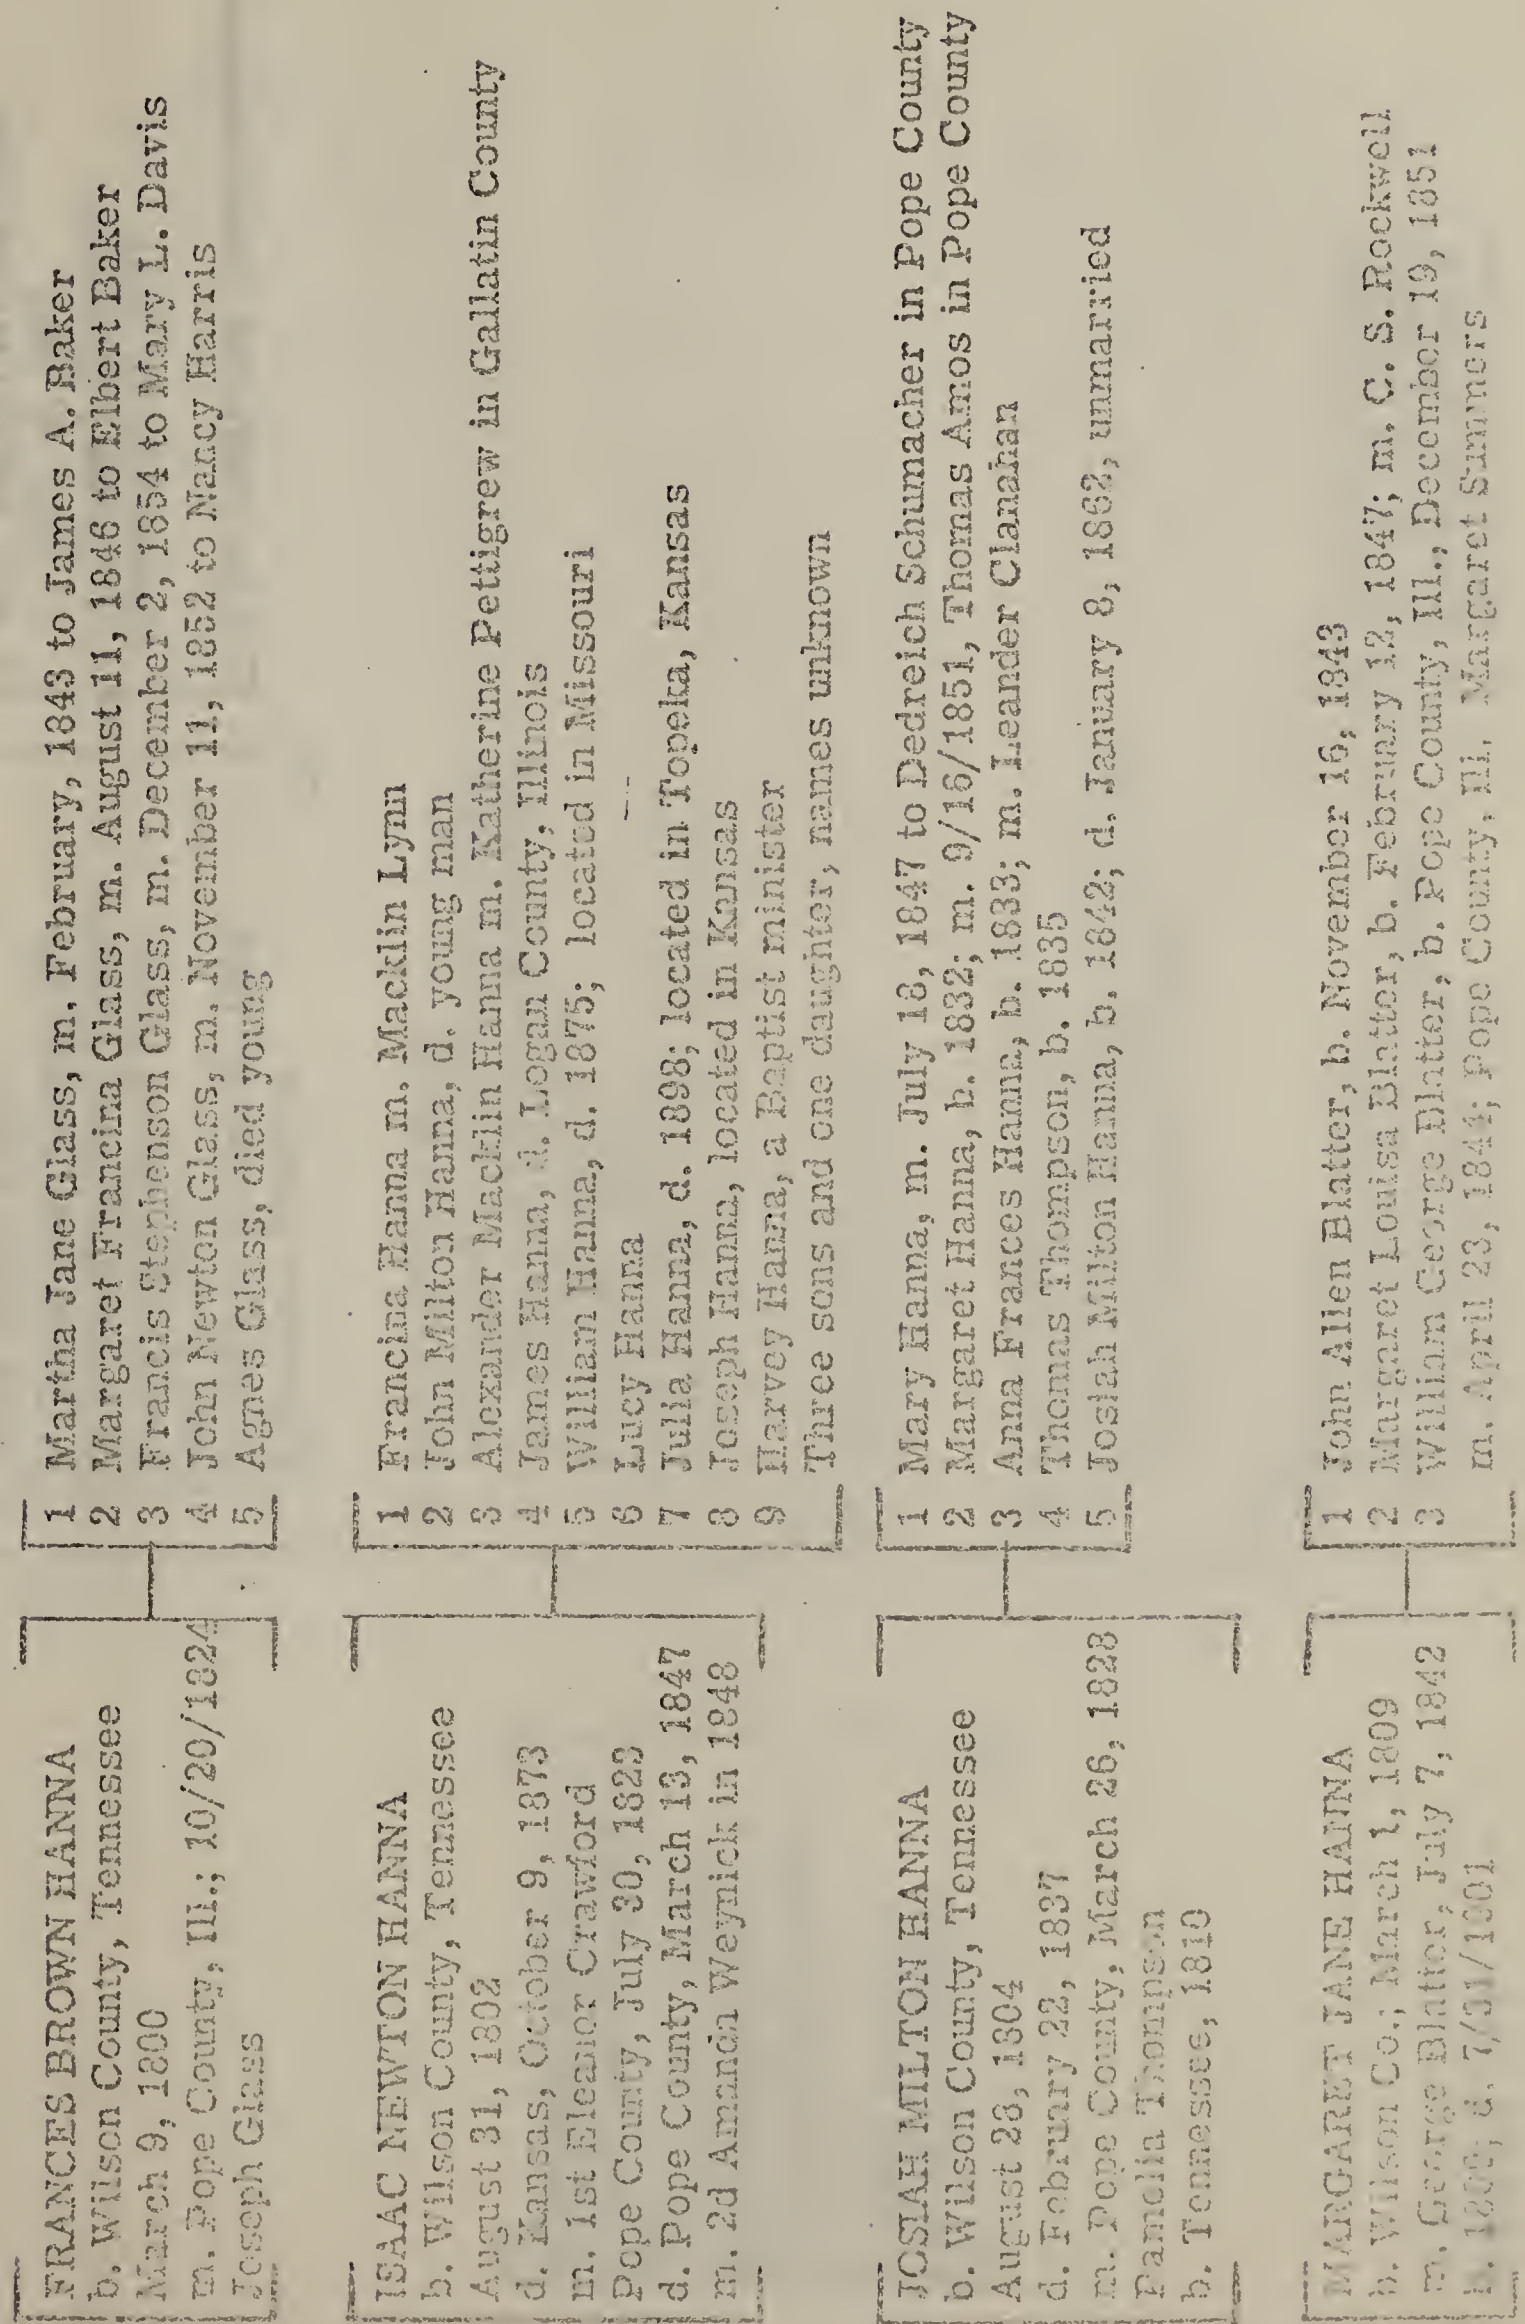 FRANCES BROWN HANNA
b. Wilson County, Tennessee
March 9, 1800
m. Pope County, Ill.; 10/20/1824
Joseph Glass
1 Martha Jane Glass, m. February, 1843 to James A. Baker
2 Margaret Francina Glass, m. August 11, 1846 to Elbert Baker
3 Francis Stephenson Glass, m. December 2, 1854 to Mary L. Davis
4 John Newton Glass, m. November 11, 1852 to Nancy Harris
5 Agnes Glass, died young
ISAAC NEWTON HANNA
b. Wilson County, Tennessee
August 31, 1802
d. Kansas, October 9, 1873
m. 1st Eleanor Crawford
Pope County, July 30, 1823
d. Pope County, March 13, 1847
m. 2d Amanda Weynick in 1848
1 Francina Hanna m. Macklin Lynn
2 John Milton Hanna, d. young man
3 Alexander Macklin Hanna m. Katherine Pettigrew in Gallatin County
4 James Hanna, d. Logan County, Illinois
5 William Hanna, d. 1875; located in Missouri
6 Lucy Hanna
7 Julia Hanna, d. 1898; located in Topeka, Kansas
8 Joseph Hanna, located in Kansas
9 Harvey Hanna, a Baptist minister
Three sons and one daughter, names unknown
JOSIAH MILTON HANNA
b. Wilson County, Tennessee
August 23, 1804
d. February 22, 1837
m. Pope County, March 26, 1828
Pamelia Thompson
b. Tennessee, 1810
1 Mary Hanna, m. July 18, 1847 to Dedreich Schumacher in Pope County
2 Margaret Hanna, b. 1832; m. 9/16/1851, Thomas Amos in Pope County
3 Anna Frances Hanna, b. 1833; m. Leander Clanahan
4 Thomas Thompson, b. 1835
5 Josiah Milton Hanna, b. 1842; d. January 8, 1862, unmarried
MARGARET JANE HANNA
b. Wilson Co.; March 1, 1809
m. George Blatter; July 7, 1842
b. d. 7/31/1901
1 John Allen Blatter, b. November 16, 1843
2 Margaret Louisa Blatter, b. February 12, 1847; m. C. S. Rockwell
3 William George Blatter, b. Pope County, Ill., December 19, 1851
m. April 23, 1844; Pope County, Ill. Margaret Summers